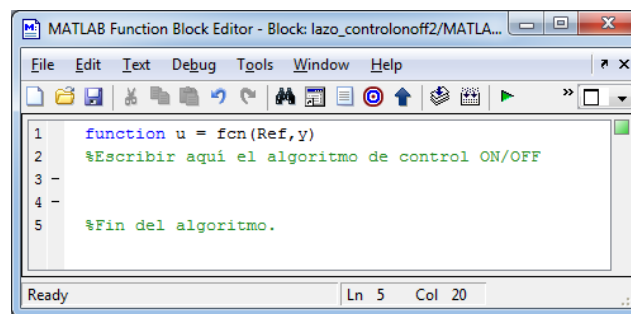 MATLAB Function Block Editor - Block: lazo_controlonoff2/MATLA...
File Edit Text Debug Tools Window Help
1 function u = fcn(Ref,y)
2 %Escribir aquí el algoritmo de control ON/OFF
3 -
4 -
5 %Fin del algoritmo.
Ready Ln 5 Col 20